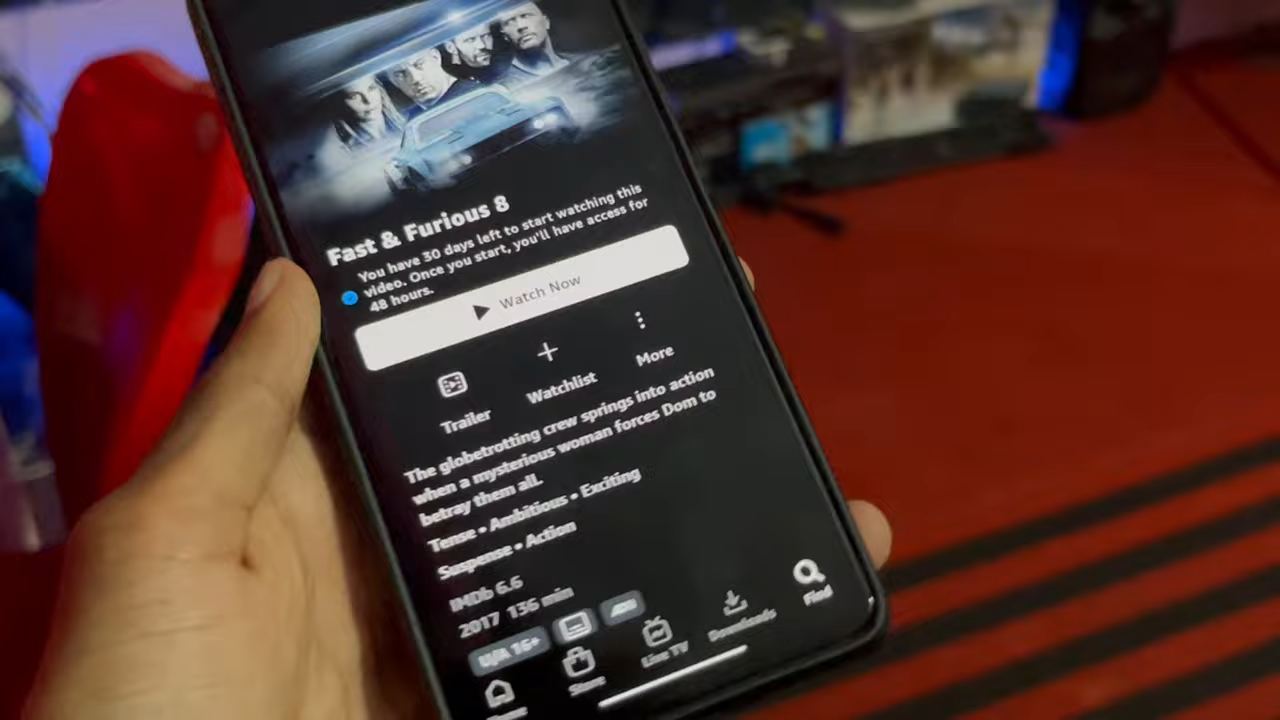 Fast & Furious 8
You have 30 days left to start watching this
video. Once you start, you'll have access for
48 hours.
Watch Now
Trailer
Watchlist
More
The globetrotting crew springs into action
when a mysterious woman forces Dom to
betray them all.
Tense • Ambitious • Exciting
Suspense • Action
IMDb 6.6
2017 136 min
U/A 16+
Home
Store
Live TV
Downloads
Find